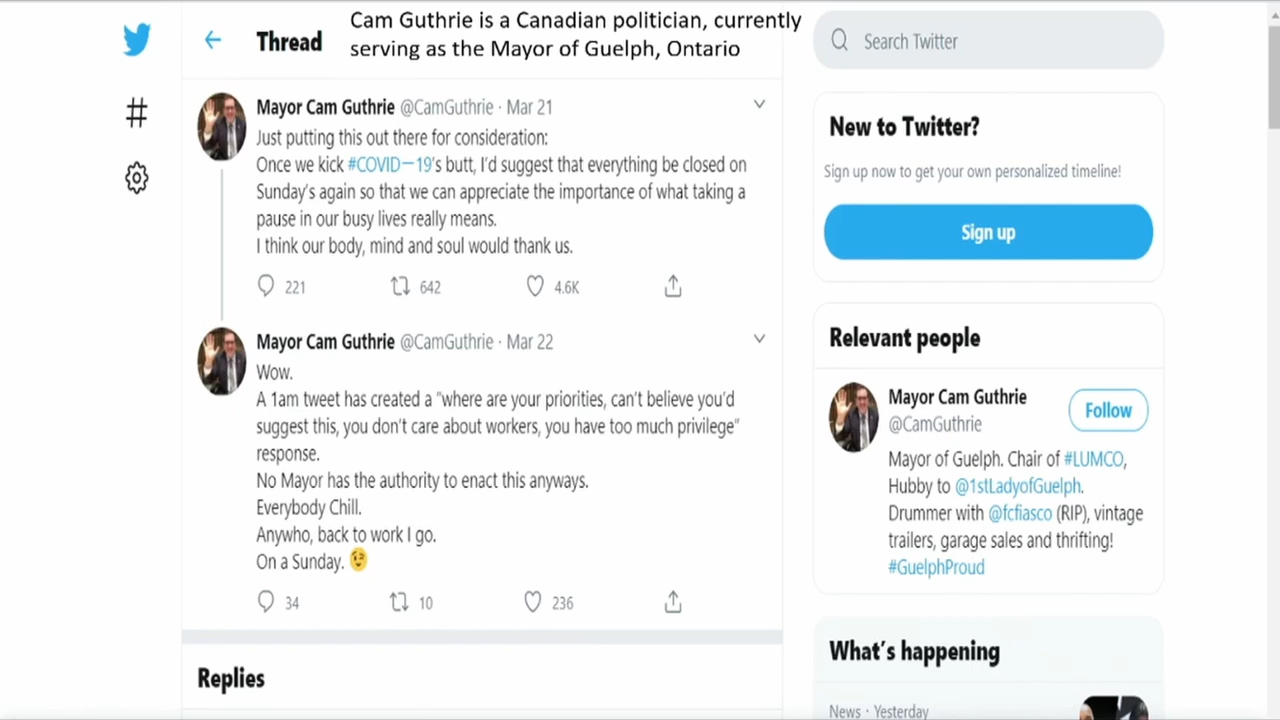 Cam Guthrie is a Canadian politician, currently
serving as the Mayor of Guelph, Ontario
Thread
Mayor Cam Guthrie @CamGuthrie · Mar 21
Just putting this out there for consideration:
Once we kick #COVID—19's butt, I'd suggest that everything be closed on
Sunday's again so that we can appreciate the importance of what taking a
pause in our busy lives really means.
I think our body, mind and soul would thank us.
221 642 4.6K
Mayor Cam Guthrie @CamGuthrie · Mar 22
Wow.
A 1am tweet has created a "where are your priorities, can't believe you'd
suggest this, you don't care about workers, you have too much privilege"
response.
No Mayor has the authority to enact this anyways.
Everybody Chill.
Anywho, back to work I go.
On a Sunday. 😉
34 10 236
Replies
Search Twitter
New to Twitter?
Sign up now to get your own personalized timeline!
Sign up
Relevant people
Mayor Cam Guthrie
@CamGuthrie
Follow
Mayor of Guelph. Chair of #LUMCO,
Hubby to @1stLadyofGuelph.
Drummer with @fcfiasco (RIP), vintage
trailers, garage sales and thrifting!
#GuelphProud
What's happening
News · Yesterday